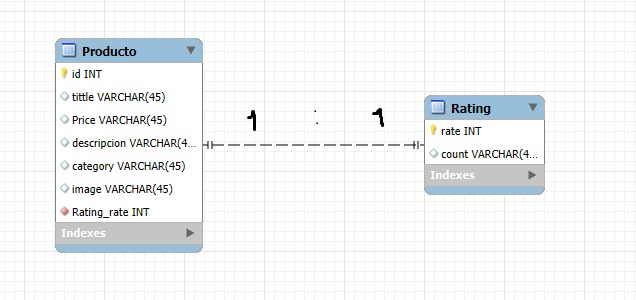 Producto
id INT
tittle VARCHAR(45)
Price VARCHAR(45)
descripcion VARCHAR(4...
category VARCHAR(45)
image VARCHAR(45)
Rating_rate INT
Indexes
1 : 1
Rating
rate INT
count VARCHAR(4...
Indexes